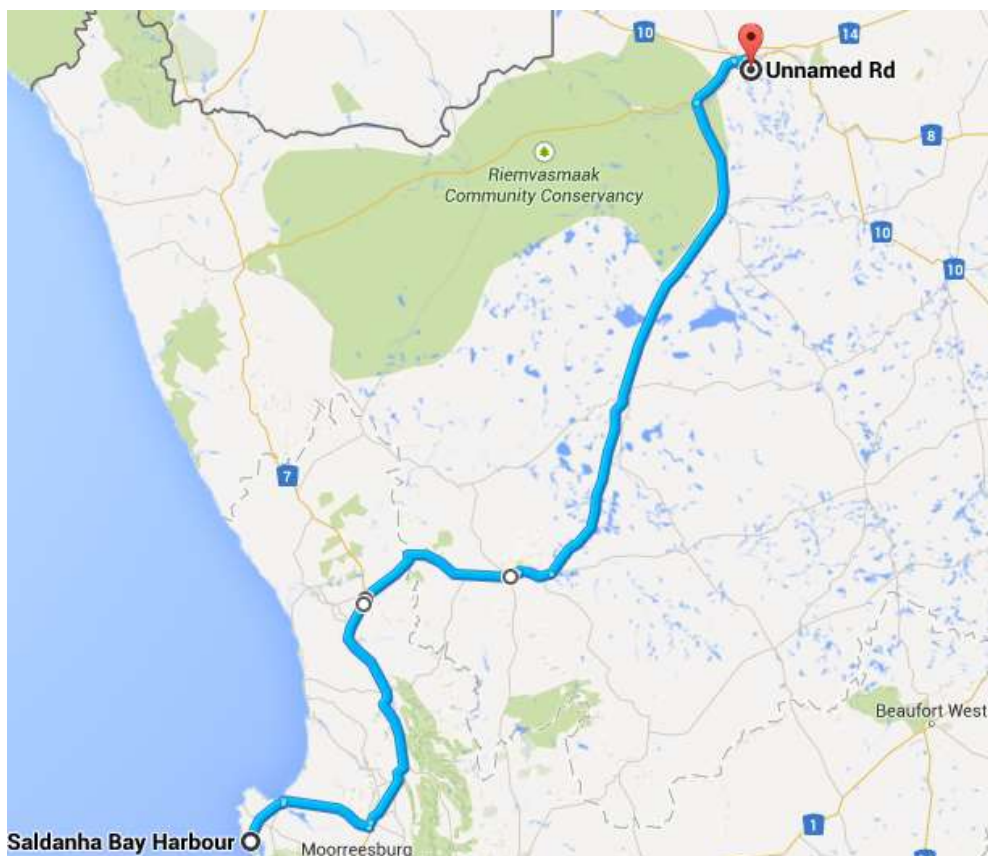 10
14
Unnamed Rd
8
Riemvasmaak
Community Conservancy
10
10
7
Beaufort West
1
Saldanha Bay Harbour
Moorreesburg